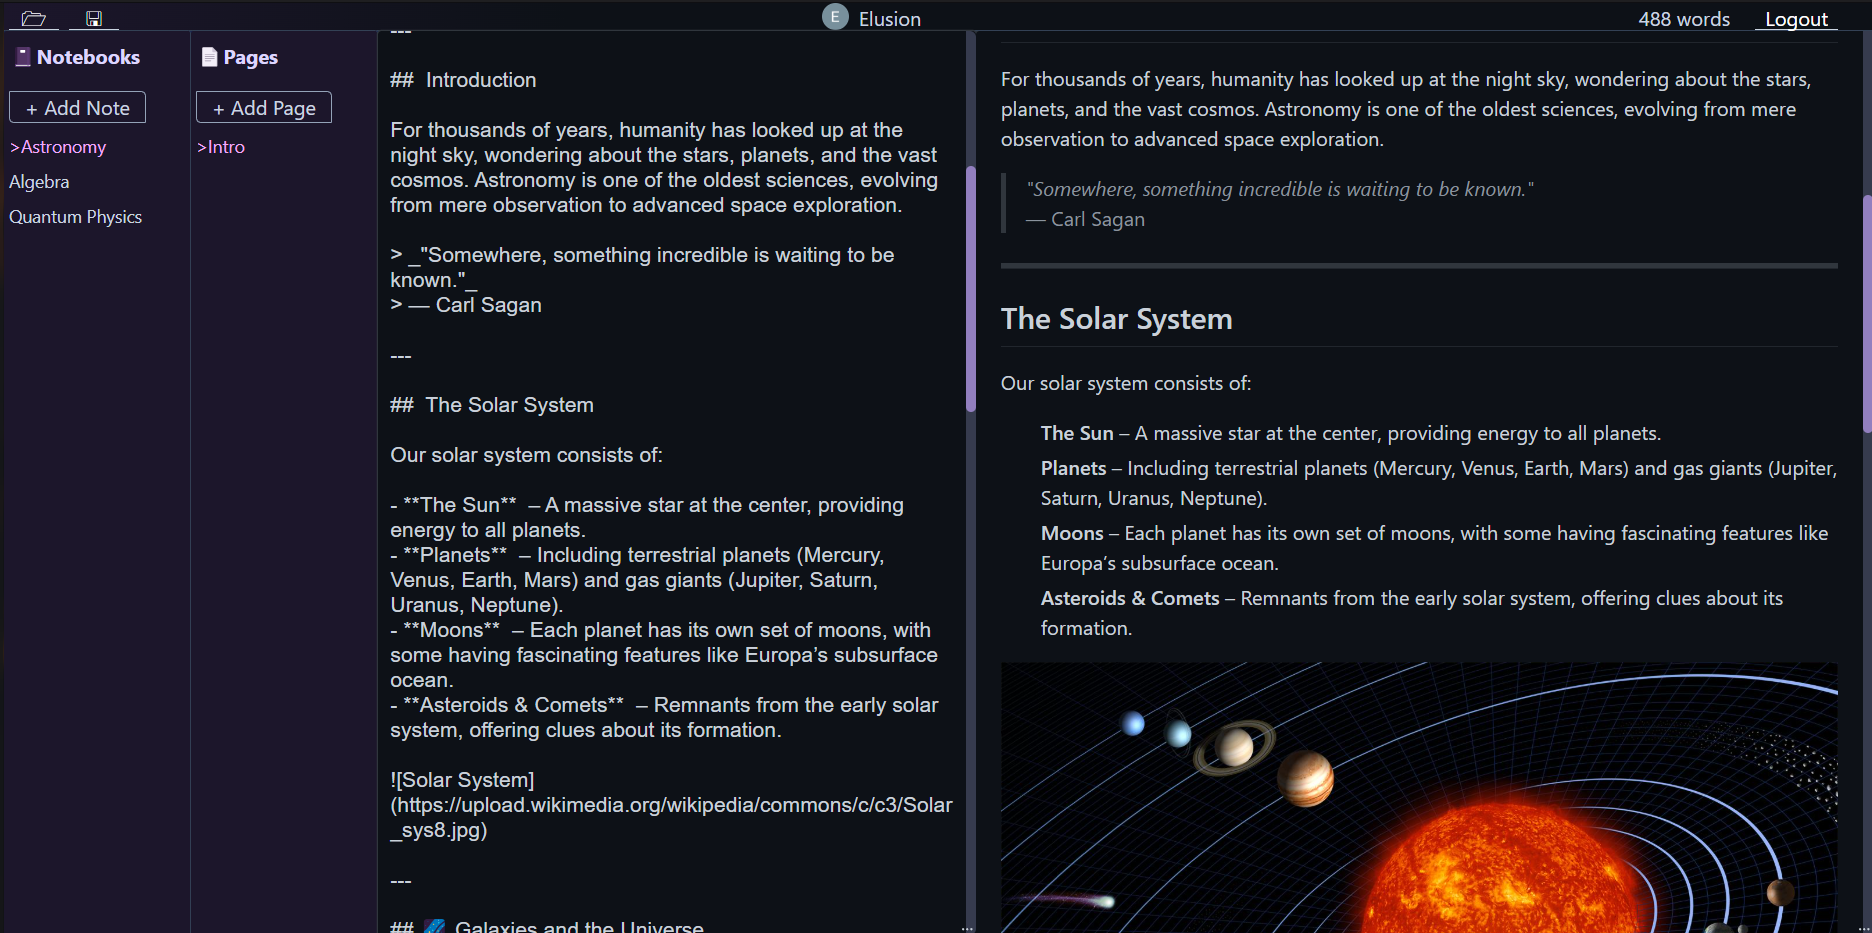 E Elusion
488 words
Logout
Notebooks
+ Add Note
>Astronomy
Algebra
Quantum Physics
Pages
+ Add Page
>Intro
---
## Introduction
For thousands of years, humanity has looked up at the
night sky, wondering about the stars, planets, and the vast
cosmos. Astronomy is one of the oldest sciences, evolving
from mere observation to advanced space exploration.
> _"Somewhere, something incredible is waiting to be
known."_
> — Carl Sagan
---
## The Solar System
Our solar system consists of:
- **The Sun** – A massive star at the center, providing
energy to all planets.
- **Planets** – Including terrestrial planets (Mercury,
Venus, Earth, Mars) and gas giants (Jupiter, Saturn,
Uranus, Neptune).
- **Moons** – Each planet has its own set of moons, with
some having fascinating features like Europa’s subsurface
ocean.
- **Asteroids & Comets** – Remnants from the early solar
system, offering clues about its formation.
![Solar System]
(https://upload.wikimedia.org/wikipedia/commons/c/c3/Solar
_sys8.jpg)
---
## 🌌 Galaxies and the Universe
For thousands of years, humanity has looked up at the night sky, wondering about the stars,
planets, and the vast cosmos. Astronomy is one of the oldest sciences, evolving from mere
observation to advanced space exploration.
"Somewhere, something incredible is waiting to be known."
— Carl Sagan
The Solar System
Our solar system consists of:
The Sun – A massive star at the center, providing energy to all planets.
Planets – Including terrestrial planets (Mercury, Venus, Earth, Mars) and gas giants (Jupiter,
Saturn, Uranus, Neptune).
Moons – Each planet has its own set of moons, with some having fascinating features like
Europa’s subsurface ocean.
Asteroids & Comets – Remnants from the early solar system, offering clues about its
formation.